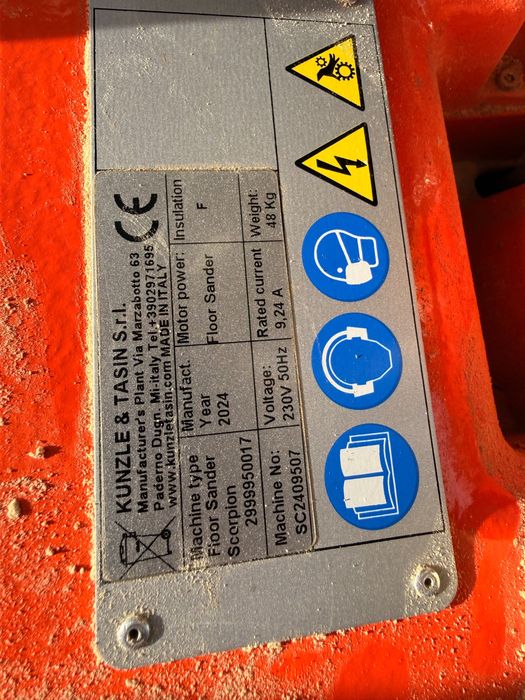 KUNZLE & TASIN S.r.l.
Manufacturer's Plant Via Marzabotto 63
Paderno Dugn. Mi-italy Tel.+3902971695
www.kunzletasin.com MADE IN ITALY
CE
Machine type
Floor Sander
Scorpion
2999950017
Manufact.
Year
2024
Motor power:
Floor Sander
Insulation
F
Machine No:
SC2409507
Voltage:
230V 50Hz
Rated current
9,24 A
Weight:
48 Kg